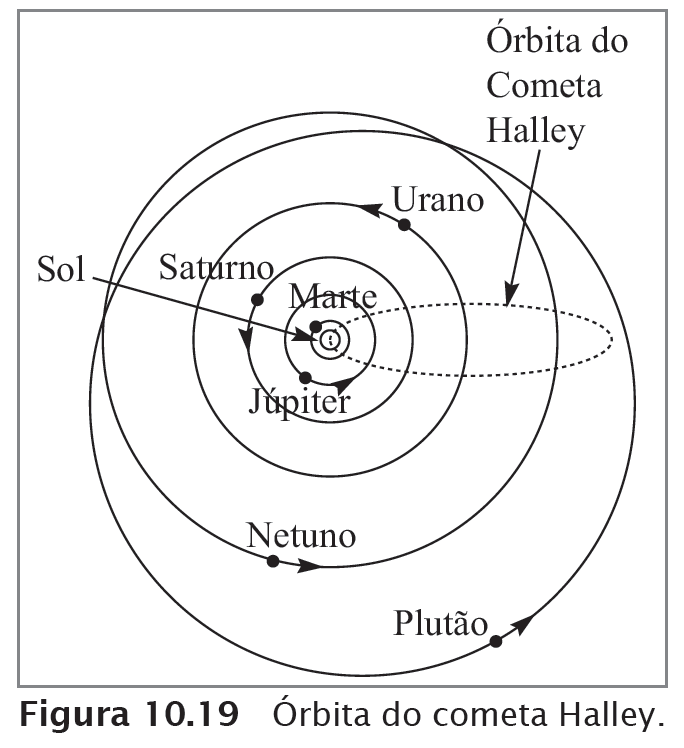 Órbita do
Cometa
Halley
Urano
Sol
Saturno
Marte
Júpiter
Netuno
Plutão
Figura 10.19 Órbita do cometa Halley.